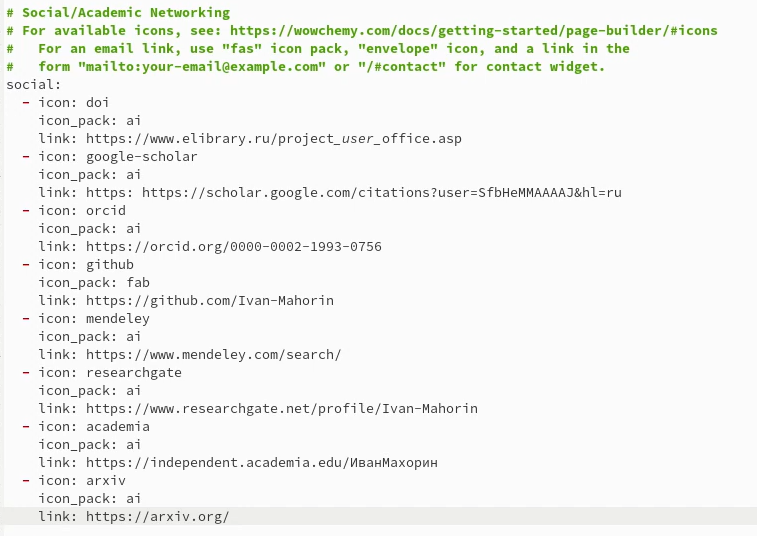 # Social/Academic Networking
# For available icons, see: https://wowchemy.com/docs/getting-started/page-builder/#icons
#   For an email link, use "fas" icon pack, "envelope" icon, and a link in the
#   form "mailto:your-email@example.com" or "/#contact" for contact widget.
social:
  - icon: doi
    icon_pack: ai
    link: https://www.elibrary.ru/project_user_office.asp
  - icon: google-scholar
    icon_pack: ai
    link: https: https://scholar.google.com/citations?user=SfbHeMMAAAAJ&hl=ru
  - icon: orcid
    icon_pack: ai
    link: https://orcid.org/0000-0002-1993-0756
  - icon: github
    icon_pack: fab
    link: https://github.com/Ivan-Mahorin
  - icon: mendeley
    icon_pack: ai
    link: https://www.mendeley.com/search/
  - icon: researchgate
    icon_pack: ai
    link: https://www.researchgate.net/profile/Ivan-Mahorin
  - icon: academia
    icon_pack: ai
    link: https://independent.academia.edu/ИванМахорин
  - icon: arxiv
    icon_pack: ai
    link: https://arxiv.org/